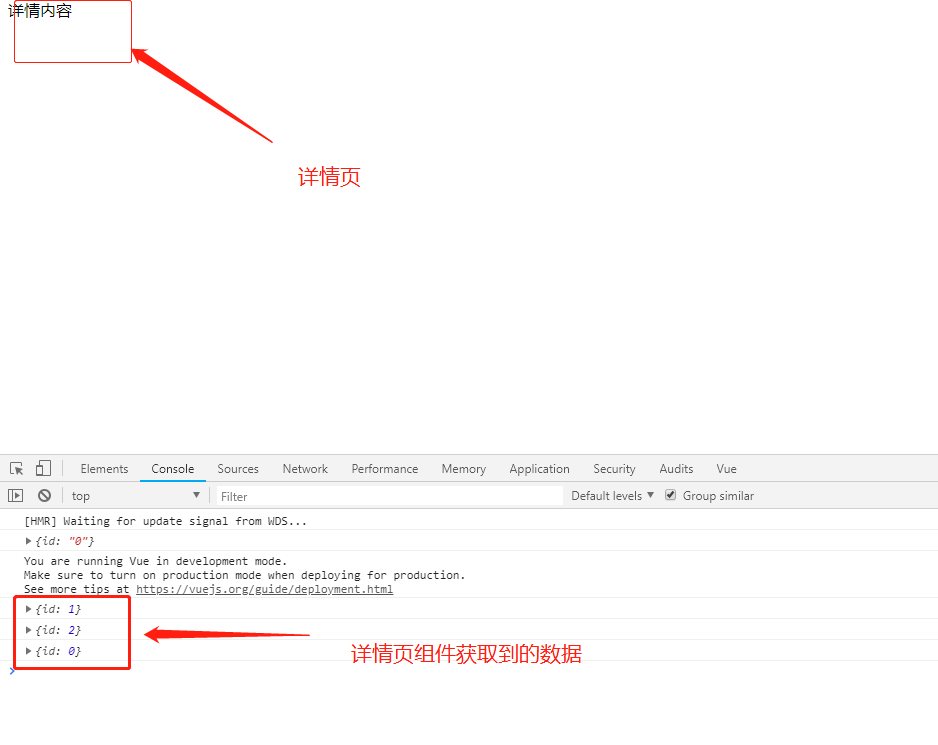 详情内容
详情页
Elements Console Sources Network Performance Memory Application Security Audits Vue
top Filter Default levels Group similar
[HMR] Waiting for update signal from WDS...
{id: "0"}
You are running Vue in development mode.
Make sure to turn on production mode when deploying for production.
See more tips at https://vuejs.org/guide/deployment.html
{id: 1}
{id: 2}
{id: 0}
详情页组件获取到的数据